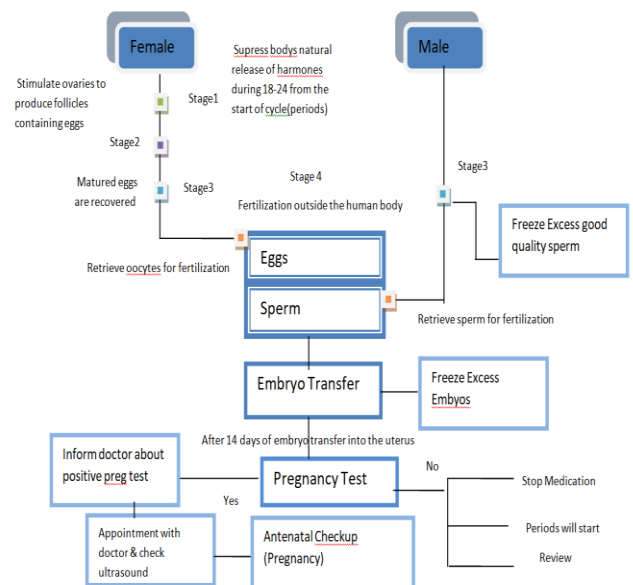 Female
Male
Supress bodys natural
release of harmones
during 18-24 from the
start of cycle(periods)
Stimulate ovaries to
produce follicles
containing eggs
Stage1
Stage2
Matured eggs
are recovered
Stage3
Stage 4
Fertilization outside the human body
Stage3
Freeze Excess good
quality sperm
Eggs
Retrieve oocytes for fertilization
Sperm
Retrieve sperm for fertilization
Embryo Transfer
Freeze Excess
Embyos
After 14 days of embryo transfer into the uterus
Inform doctor about
positive preg test
Pregnancy Test
No
Stop Medication
Yes
Periods will start
Appointment with
doctor & check
ultrasound
Antenatal Checkup
(Pregnancy)
Review